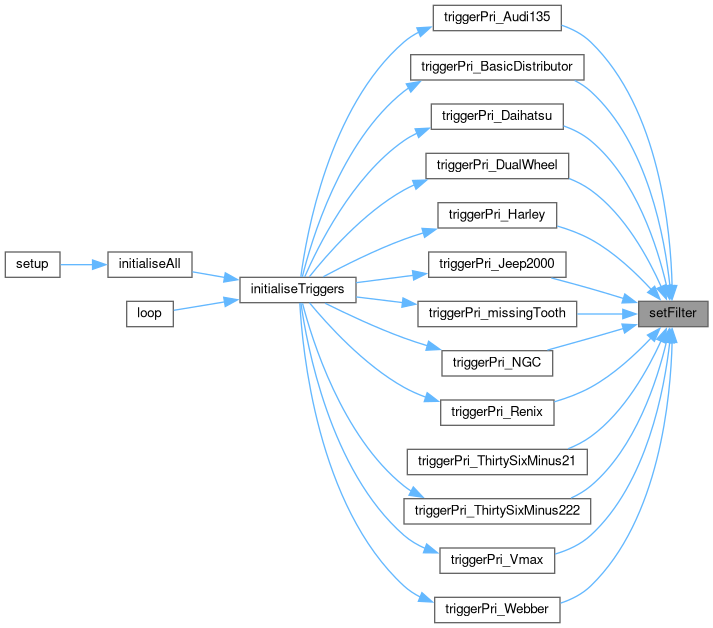 triggerPri_Audi135
triggerPri_BasicDistributor
triggerPri_Daihatsu
triggerPri_DualWheel
triggerPri_Harley
setup
initialiseAll
triggerPri_Jeep2000
initialiseTriggers
loop
triggerPri_missingTooth
setFilter
triggerPri_NGC
triggerPri_Renix
triggerPri_ThirtySixMinus21
triggerPri_ThirtySixMinus222
triggerPri_Vmax
triggerPri_Webber